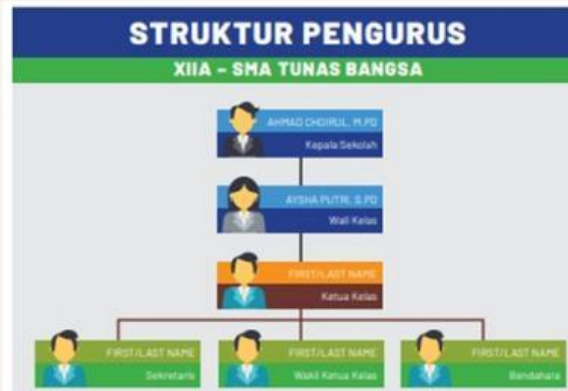 STRUKTUR PENGURUS
XIIA – SMA TUNAS BANGSA
AHMAD CHOIRUL, M.PD
Kepala Sekolah
AYSHA PUTRI, S.PD
Wali Kelas
FIRST/LAST NAME
Ketua Kelas
FIRST/LAST NAME
Sekretaris
FIRST/LAST NAME
Wakil Ketua Kelas
FIRST/LAST NAME
Bendahara